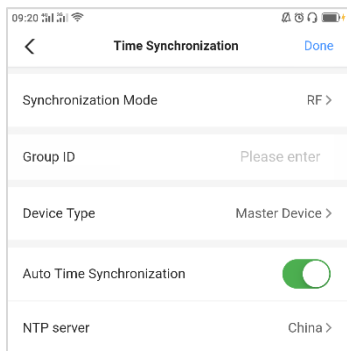 09:20
Time Synchronization Done
Synchronization Mode RF
Group ID Please enter
Device Type Master Device
Auto Time Synchronization
NTP server China